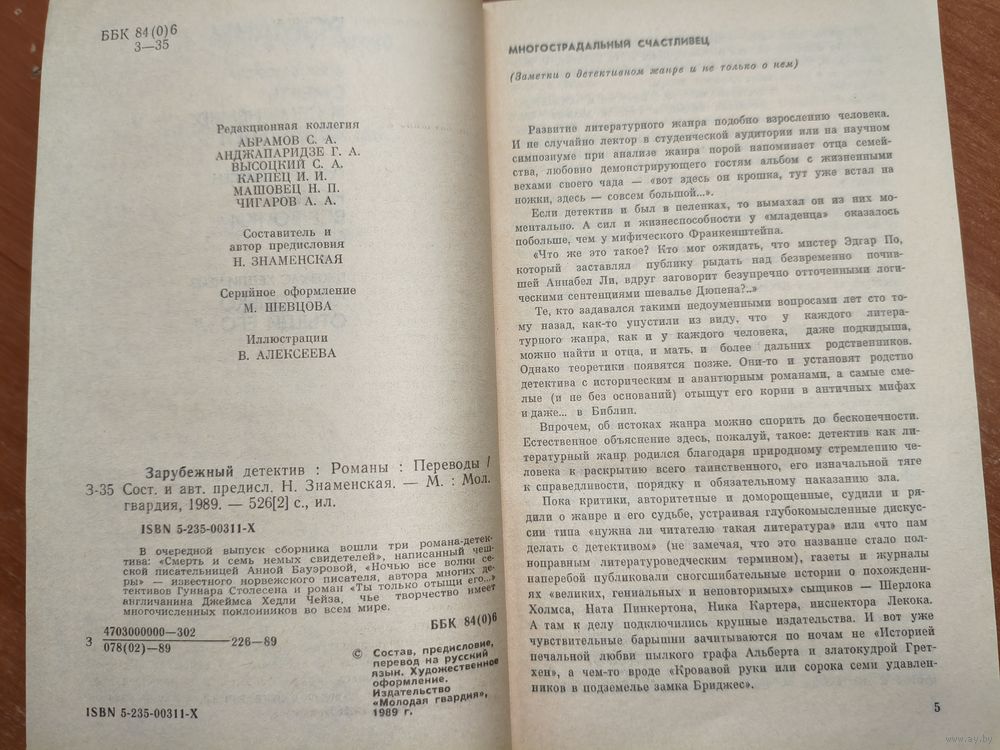 ББК 84(0)6
З—35
Редакционная коллегия
АБРАМОВ С. А.
АНДЖАПАРИДЗЕ Г. А.
ВЫСОЦКИЙ С. А.
КАРПЕЦ И. И.
МАШОВЕЦ Н. П.
ЧИГАРОВ А. А.
Составитель и
автор предисловия
Н. ЗНАМЕНСКАЯ
Серийное оформление
М. ШЕВЦОВА
Иллюстрации
В. АЛЕКСЕЕВА
Зарубежный детектив : Романы : Переводы /
З-35 Сост. и авт. предисл. Н. Знаменская. — М. : Мол.
гвардия, 1989. — 526[2] с., ил.
ISBN 5-235-00311-X
В очередной выпуск сборника вошли три романа-детек-
тива: «Смерть и семь немых свидетелей», написанный чеш-
ской писательницей Анной Бауэровой, «Ночью все волки се-
ры» — известного норвежского писателя, автора многих де-
тективов Гуннара Столесена и роман «Ты только отыщи его...»
англичанина Джеймса Хедли Чейза, чье творчество имеет
многочисленных поклонников во всем мире.
ББК 84(0)6
З 4703000000—302
078(02)—89 226—89
© Состав, предисловие,
перевод на русский
язык. Художественное
оформление.
Издательство
«Молодая гвардия»,
1989 г.
ISBN 5-235-00311-X
МНОГОСТРАДАЛЬНЫЙ СЧАСТЛИВЕЦ
(Заметки о детективном жанре и не только о нем)
Развитие литературного жанра подобно взрослению человека.
И не случайно лектор в студенческой аудитории или на научном
симпозиуме при анализе жанра порой напоминает отца семей-
ства, любовно демонстрирующего гостям альбом с жизненными
вехами своего чада — «вот здесь он крошка, тут уже встал на
ножки, здесь — совсем большой...».
Если детектив и был в пеленках, то вымахал он из них мо-
ментально. А сил и жизнеспособности у «младенца» оказалось
побольше, чем у мифического Франкенштейна.
«Что же это такое? Кто мог ожидать, что мистер Эдгар По,
который заставлял публику рыдать над безвременно почив-
шей Аннабел Ли, вдруг заговорит безупречно отточенными логи-
ческими сентенциями шевалье Дюпена?..»
Те, кто задавался такими недоуменными вопросами лет сто то-
му назад, как-то упустили из виду, что у каждого литера-
турного жанра, как и у каждого человека, даже подкидыша,
можно найти и отца, и мать, и более дальних родственников.
Однако теоретики появятся позже. Они-то и установят родство
детектива с историческим и авантюрным романами, а самые сме-
лые (и не без оснований) отыщут его корни в античных мифах
и даже... в Библии.
Впрочем, об истоках жанра можно спорить до бесконечности.
Естественное объяснение здесь, пожалуй, такое: детектив как ли-
тературный жанр родился благодаря природному стремлению че-
ловека к раскрытию всего таинственного, его изначальной тяге
к справедливости, порядку и обязательному наказанию зла.
Пока критики, авторитетные и доморощенные, судили и ря-
дили о жанре и его судьбе, устраивая глубокомысленные дискус-
сии типа «нужна ли читателю такая литература» или «что нам
делать с детективом» (не замечая, что это название стало пол-
ноправным литературоведческим термином), газеты и журналы
наперебой публиковали сногсшибательные истории о похождени-
ях «великих, гениальных и неповторимых» сыщиков — Шерлока
Холмса, Ната Пинкертона, Ника Картера, инспектора Лекока.
А там к делу подключились крупные издательства. И вот уже
чувствительные барышни зачитываются по ночам не «Историей
печальной любви пылкого графа Альберта и златокудрой Грет-
хен», а чем-то вроде «Кровавой руки или сорока семи удавлен-
ников в подземелье замка Бриджес».
5
www.ay.by